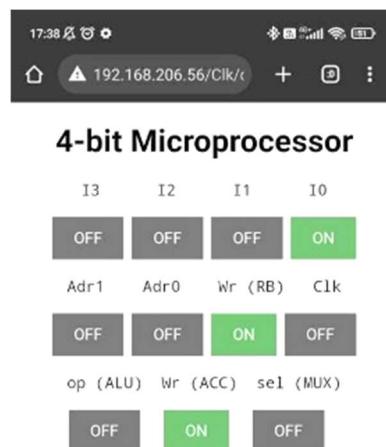 17:38
51
192.168.206.56/Clk/
4-bit Microprocessor
I3 I2 I1 I0
OFF OFF OFF ON
Adr1 Adr0 Wr (RB) Clk
OFF OFF ON OFF
op (ALU) Wr (ACC) sel (MUX)
OFF ON OFF